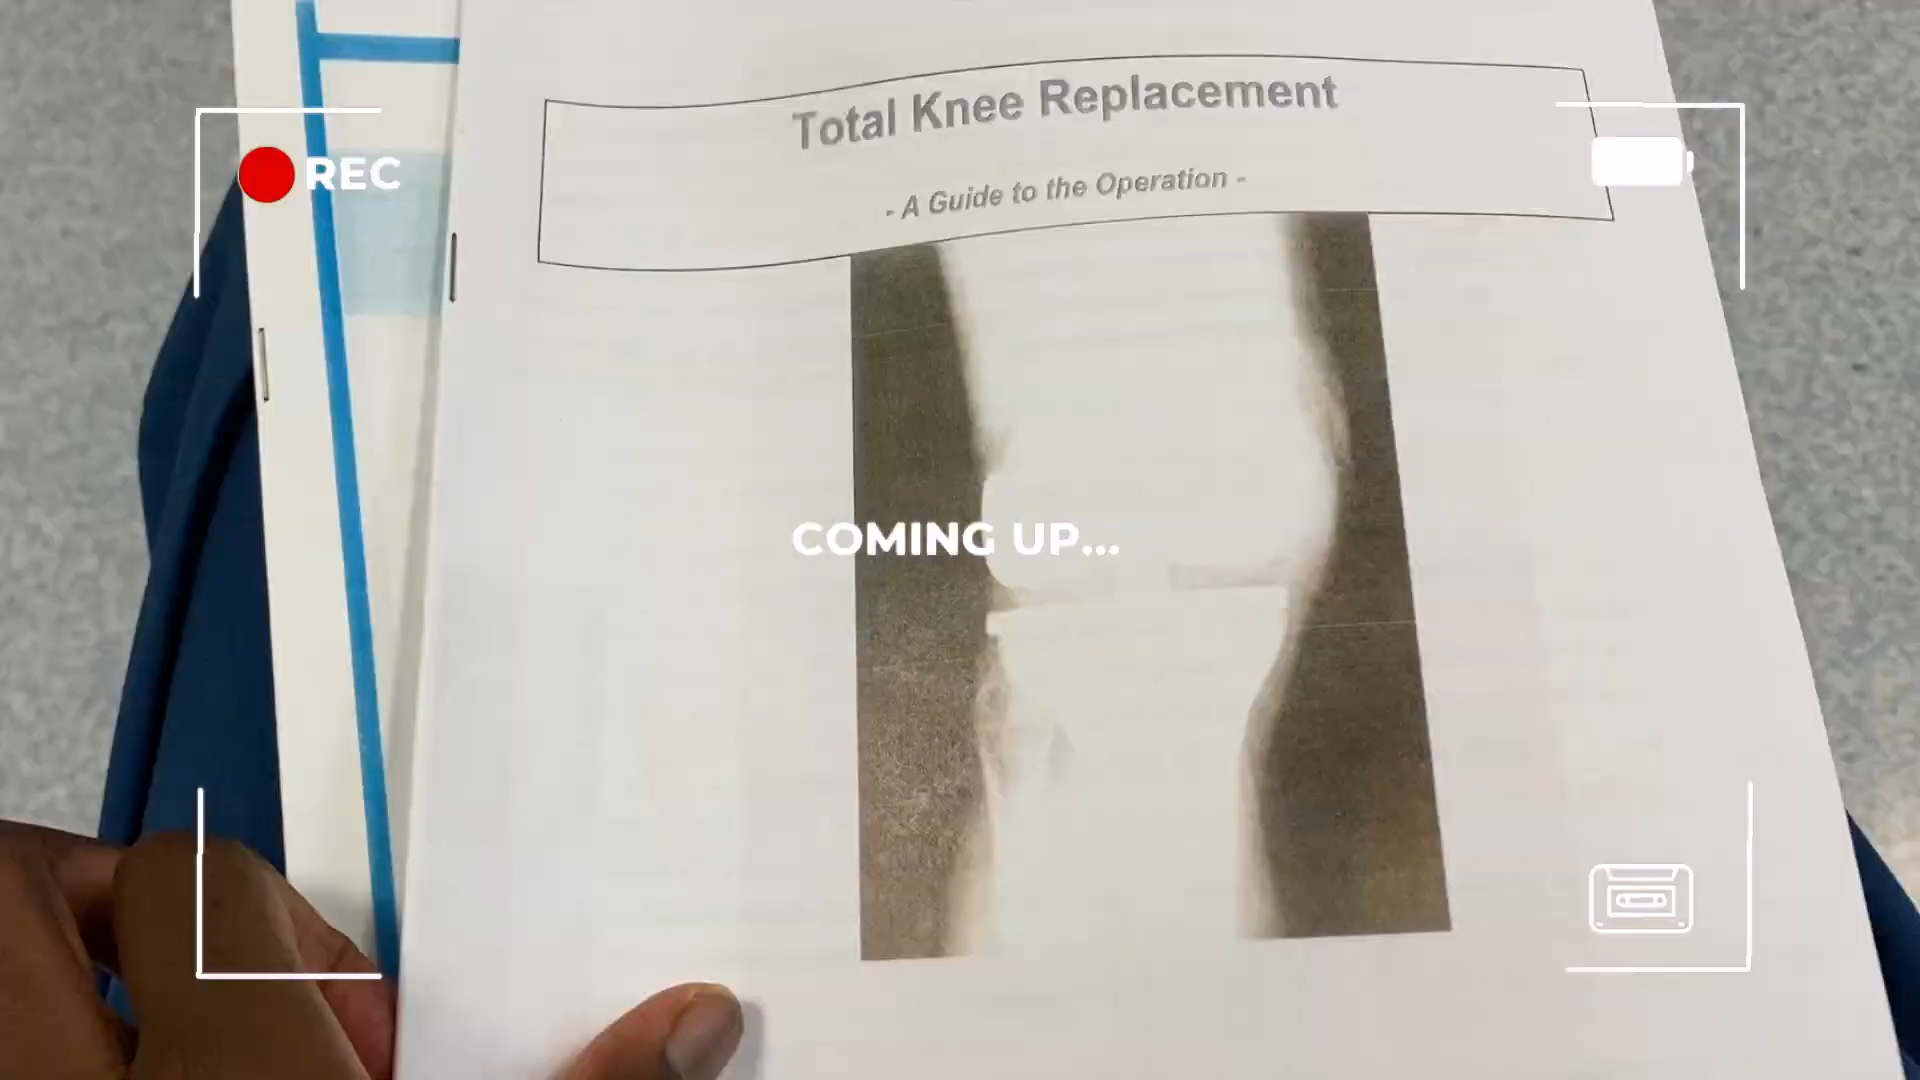 Total Knee Replacement
- A Guide to the Operation -
REC
COMING UP...